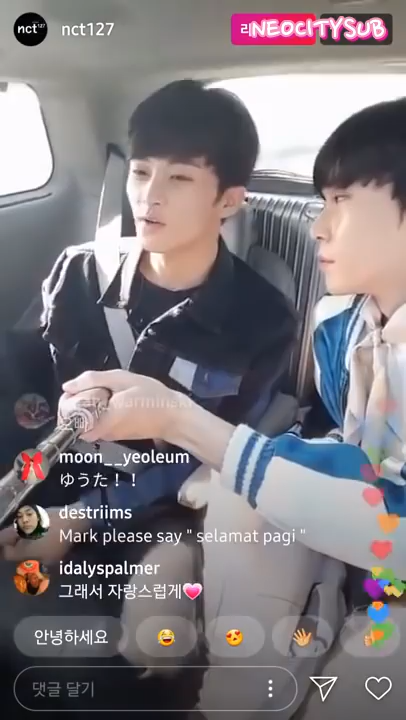 nct127
nct127
NEOCITYSUB
moon__yeoleum
ゆうた！！
destriims
Mark please say " selamat pagi "
idalyspalmer
그래서 자랑스럽게💗
안녕하세요
😂
😍
👋
댓글 달기